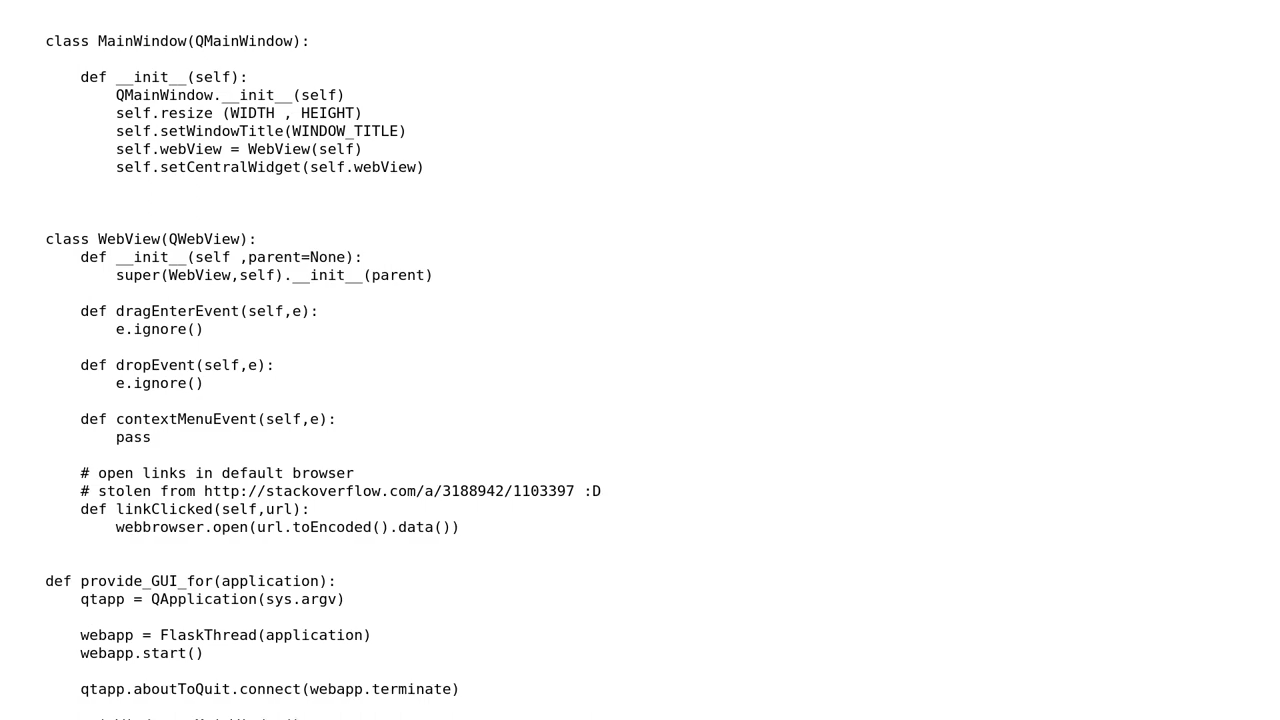 class MainWindow(QMainWindow):
def __init__(self):
QMainWindow.__init__(self)
self.resize (WIDTH , HEIGHT)
self.setWindowTitle(WINDOW_TITLE)
self.webView = WebView(self)
self.setCentralWidget(self.webView)
class WebView(QWebView):
def __init__(self ,parent=None):
super(WebView,self).__init__(parent)
def dragEnterEvent(self,e):
e.ignore()
def dropEvent(self,e):
e.ignore()
def contextMenuEvent(self,e):
pass
# open links in default browser
# stolen from http://stackoverflow.com/a/3188942/1103397 :D
def linkClicked(self,url):
webbrowser.open(url.toEncoded().data())
def provide_GUI_for(application):
qtapp = QApplication(sys.argv)
webapp = FlaskThread(application)
webapp.start()
qtapp.aboutToQuit.connect(webapp.terminate)